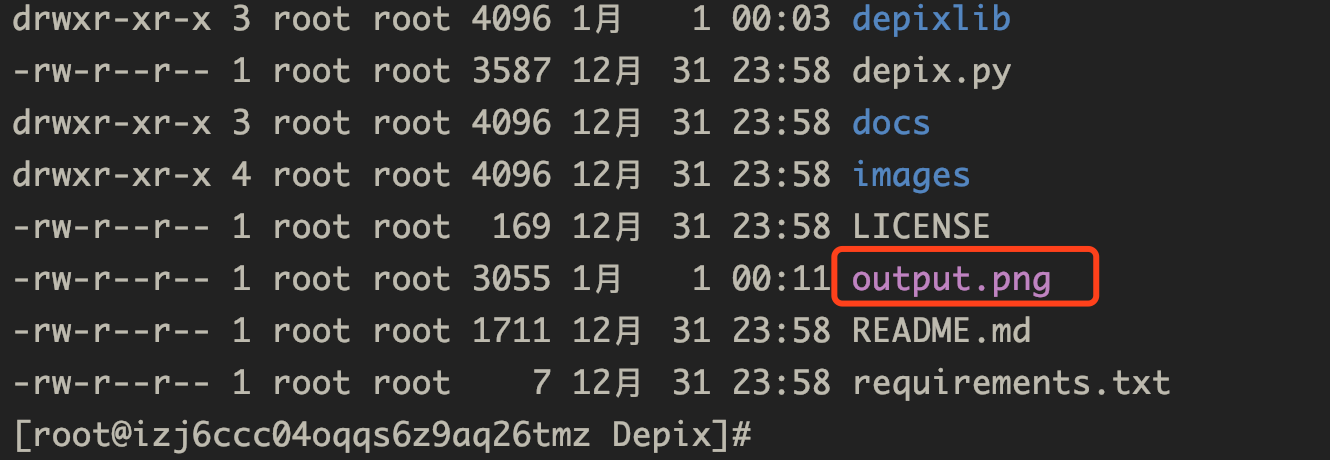 drwxr-xr-x 3 root root 4096 1月   1 00:03 depixlib
-rw-r--r-- 1 root root 3587 12月 31 23:58 depix.py
drwxr-xr-x 3 root root 4096 12月 31 23:58 docs
drwxr-xr-x 4 root root 4096 12月 31 23:58 images
-rw-r--r-- 1 root root  169 12月 31 23:58 LICENSE
-rw-r--r-- 1 root root 3055 1月   1 00:11 output.png
-rw-r--r-- 1 root root 1711 12月 31 23:58 README.md
-rw-r--r-- 1 root root    7 12月 31 23:58 requirements.txt
[root@izj6ccc04oqqs6z9aq26tmz Depix]#